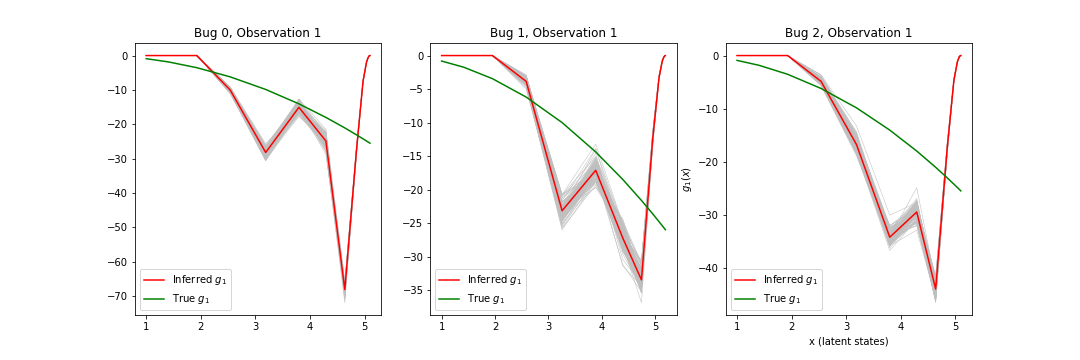 Bug 0, Observation 1
0
−10
−20
−30
−40
−50
−60
−70
1 2 3 4 5
Inferred g₁
True g₁
Bug 1, Observation 1
0
−5
−10
−15
−20
−25
−30
−35
1 2 3 4 5
Inferred g₁
True g₁
Bug 2, Observation 1
g₁(x)
0
−10
−20
−30
−40
1 2 3 4 5
x (latent states)
Inferred g₁
True g₁